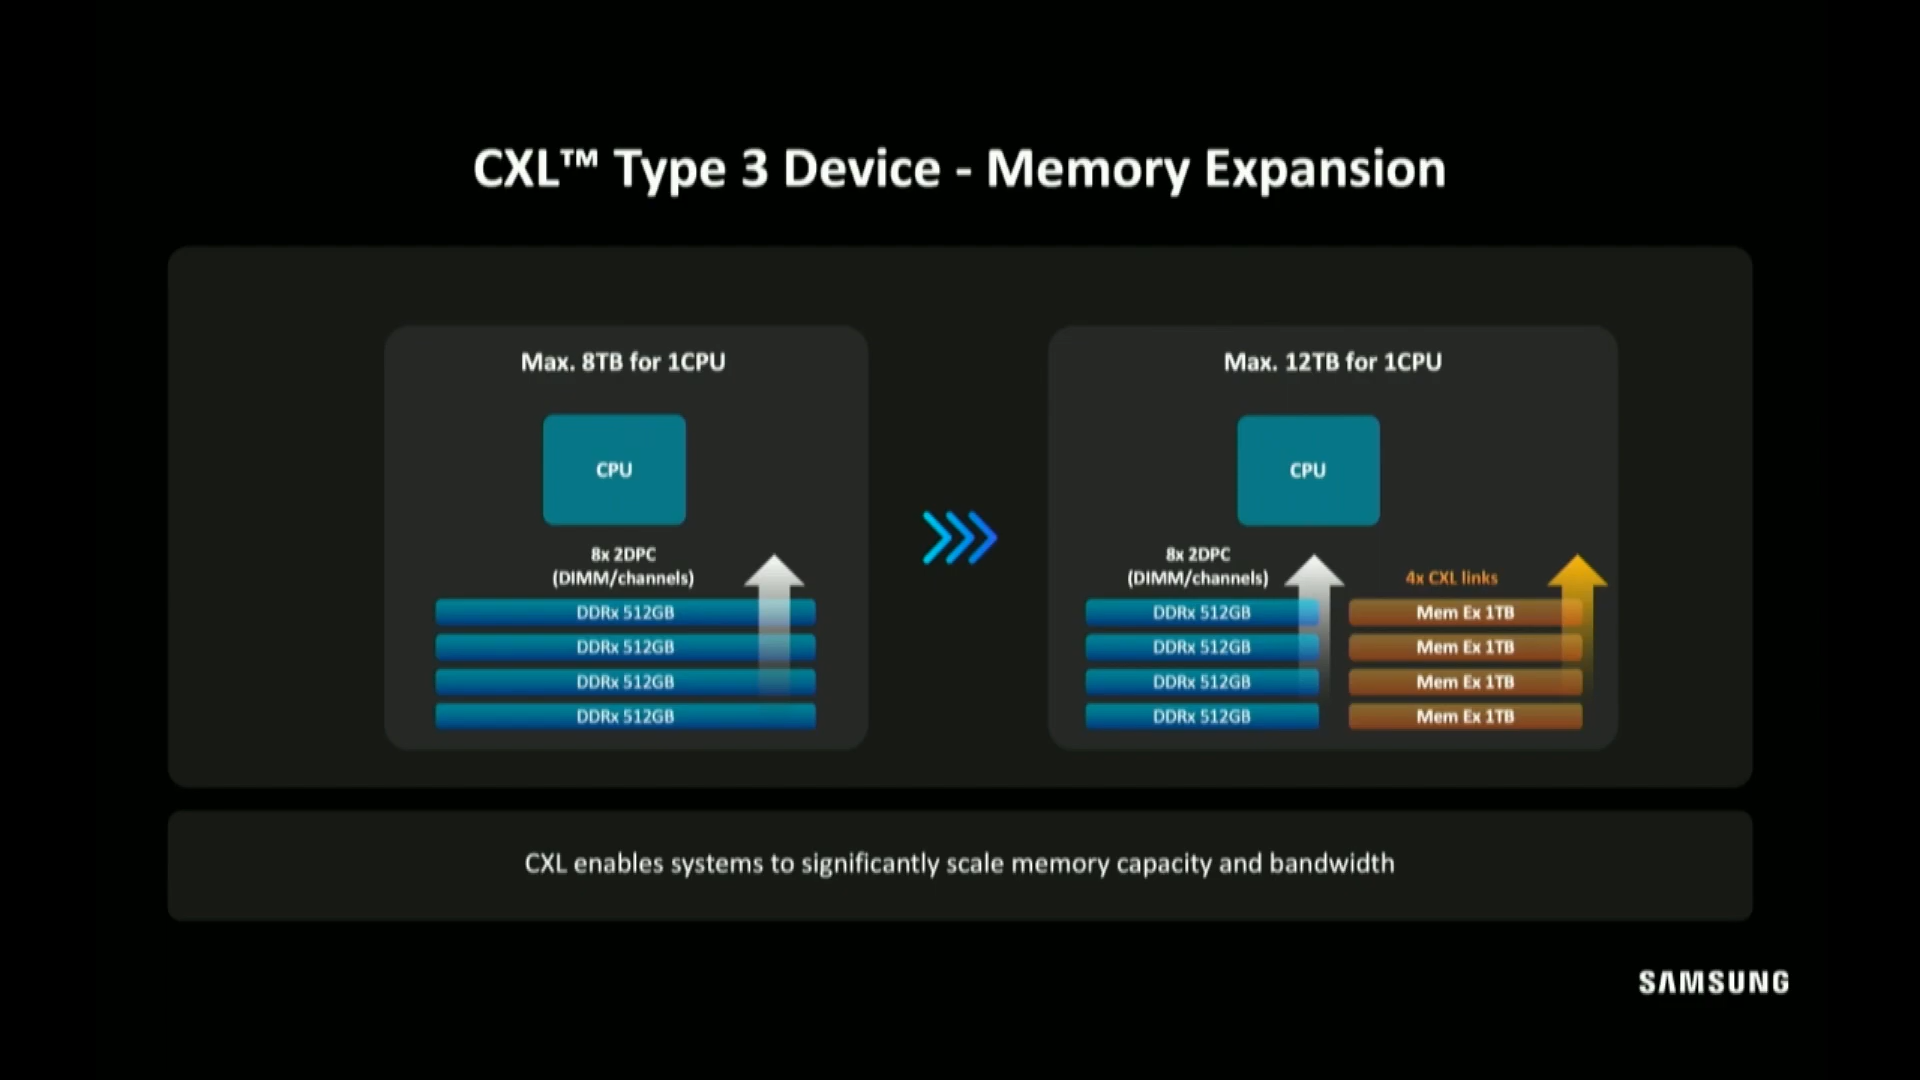 CXL™ Type 3 Device - Memory Expansion
Max. 8TB for 1CPU
CPU
8x 2DPC
(DIMM/channels)
DDRx 512GB
DDRx 512GB
DDRx 512GB
DDRx 512GB
Max. 12TB for 1CPU
CPU
8x 2DPC
(DIMM/channels)
DDRx 512GB
DDRx 512GB
DDRx 512GB
DDRx 512GB
4x CXL links
Mem Ex 1TB
Mem Ex 1TB
Mem Ex 1TB
Mem Ex 1TB
CXL enables systems to significantly scale memory capacity and bandwidth
SAMSUNG